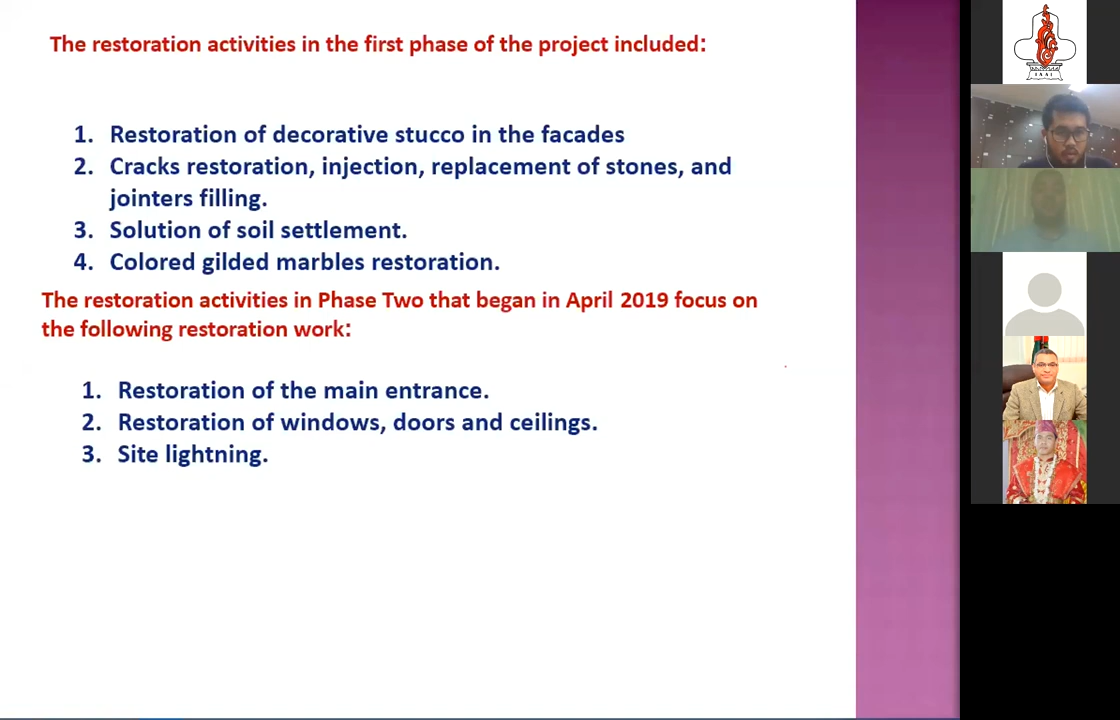 The restoration activities in the first phase of the project included:
1. Restoration of decorative stucco in the facades
2. Cracks restoration, injection, replacement of stones, and
jointers filling.
3. Solution of soil settlement.
4. Colored gilded marbles restoration.
The restoration activities in Phase Two that began in April 2019 focus on
the following restoration work:
1. Restoration of the main entrance.
2. Restoration of windows, doors and ceilings.
3. Site lightning.